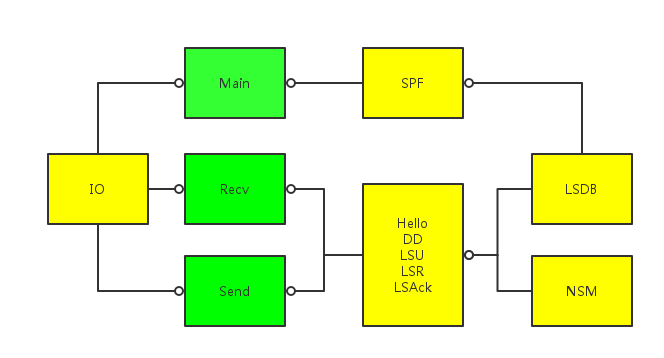 Main
SPF
IO
Recv
LSDB
Hello
DD
LSU
LSR
LSAck
Send
NSM